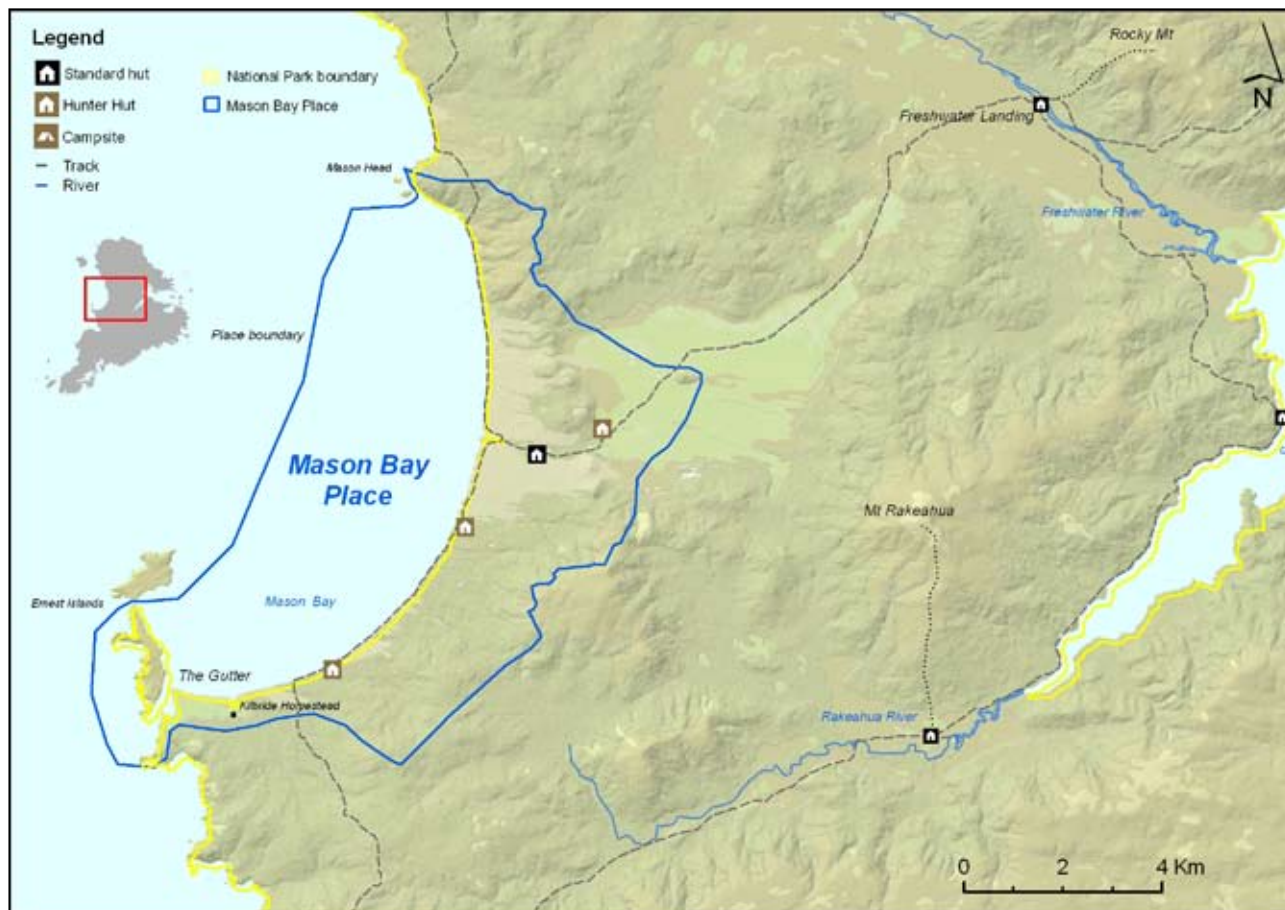 Legend
Standard hut
Hunter Hut
Campsite
Track
River
National Park boundary
Mason Bay Place
Rocky Mt
N
Freshwater Landing
Mason Head
Freshwater River
Place boundary
Mason Bay
Place
Mt Rakeahua
Ernest Islands
Mason Bay
The Gutter
Kilbride Homestead
Rakeahua River
0 2 4 Km